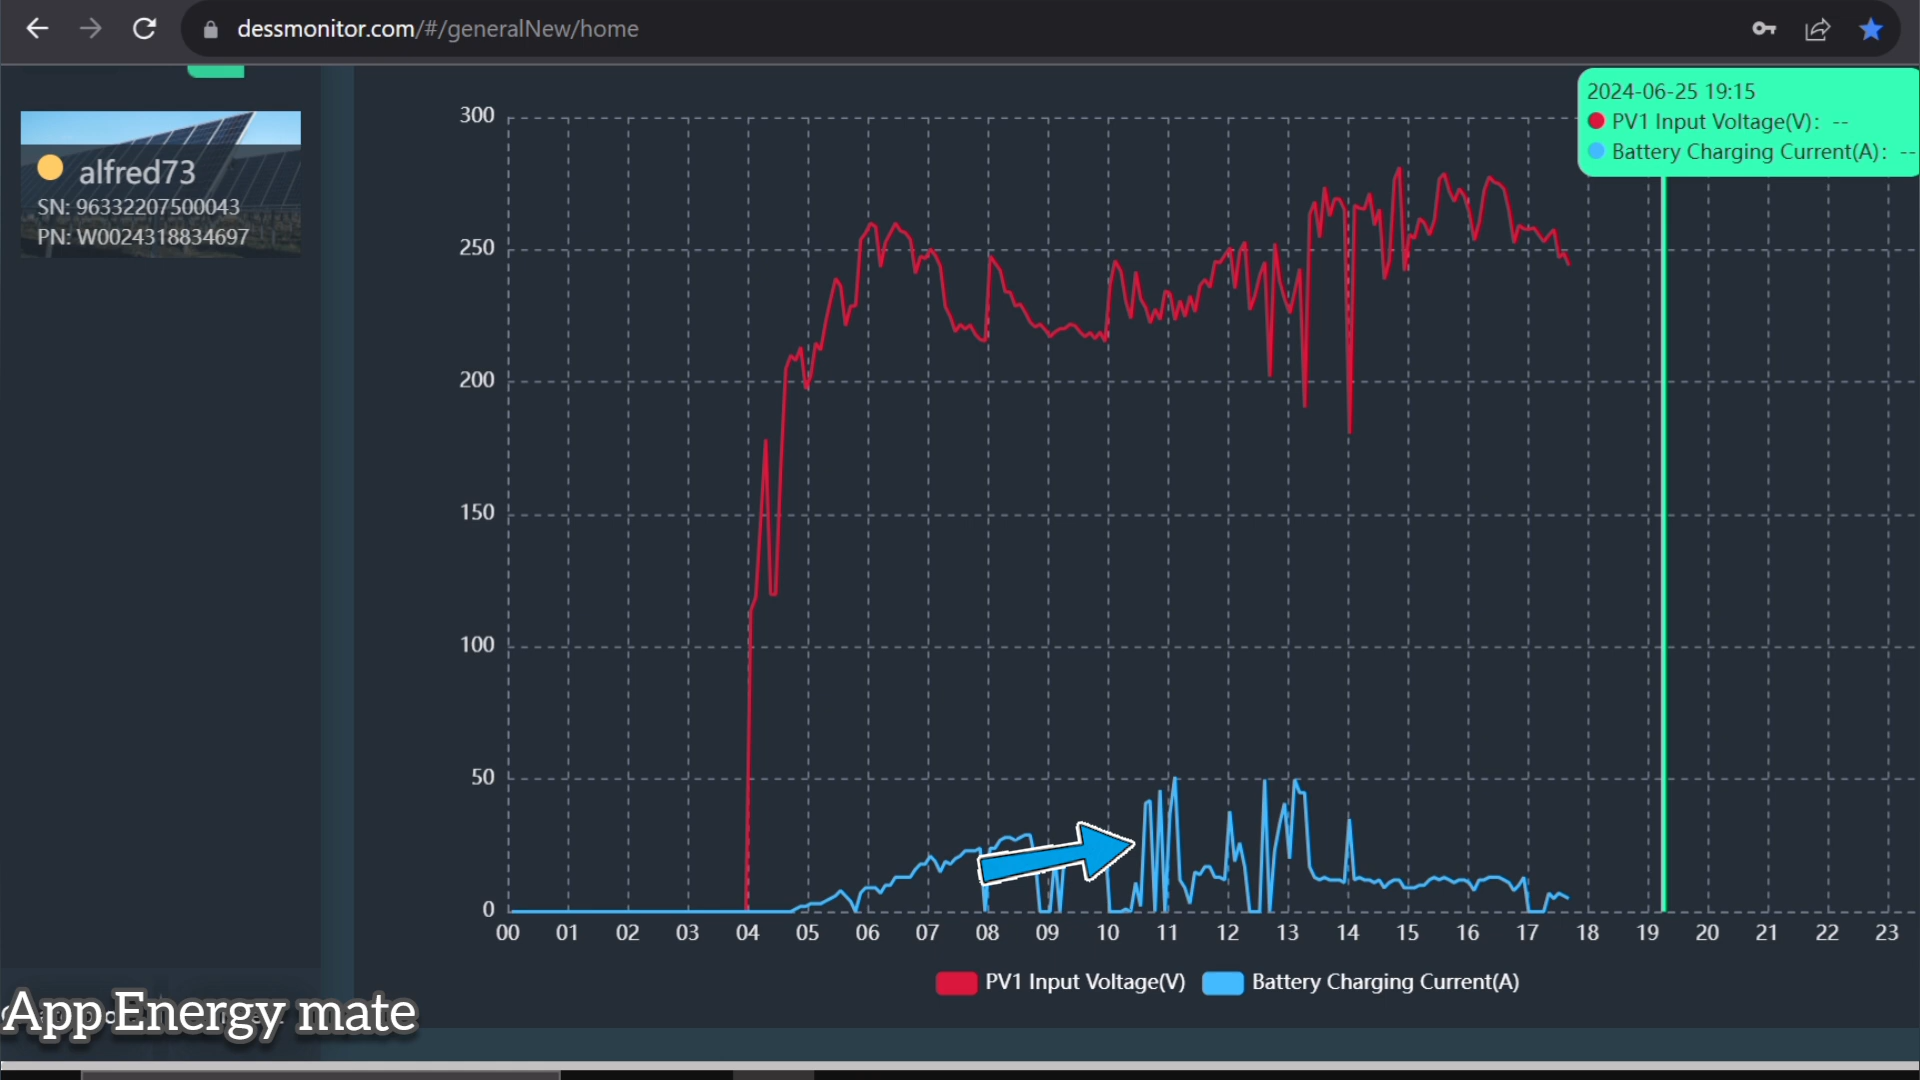 dessmonitor.com/#/generalNew/home
2024-06-25 19:15
PV1 Input Voltage(V): --
Battery Charging Current(A): --
alfred73
SN: 96332207500043
PN: W0024318834697
300
250
200
150
100
50
0
00 01 02 03 04 05 06 07 08 09 10 11 12 13 14 15 16 17 18 19 20 21 22 23
PV1 Input Voltage(V) Battery Charging Current(A)
App Energy mate